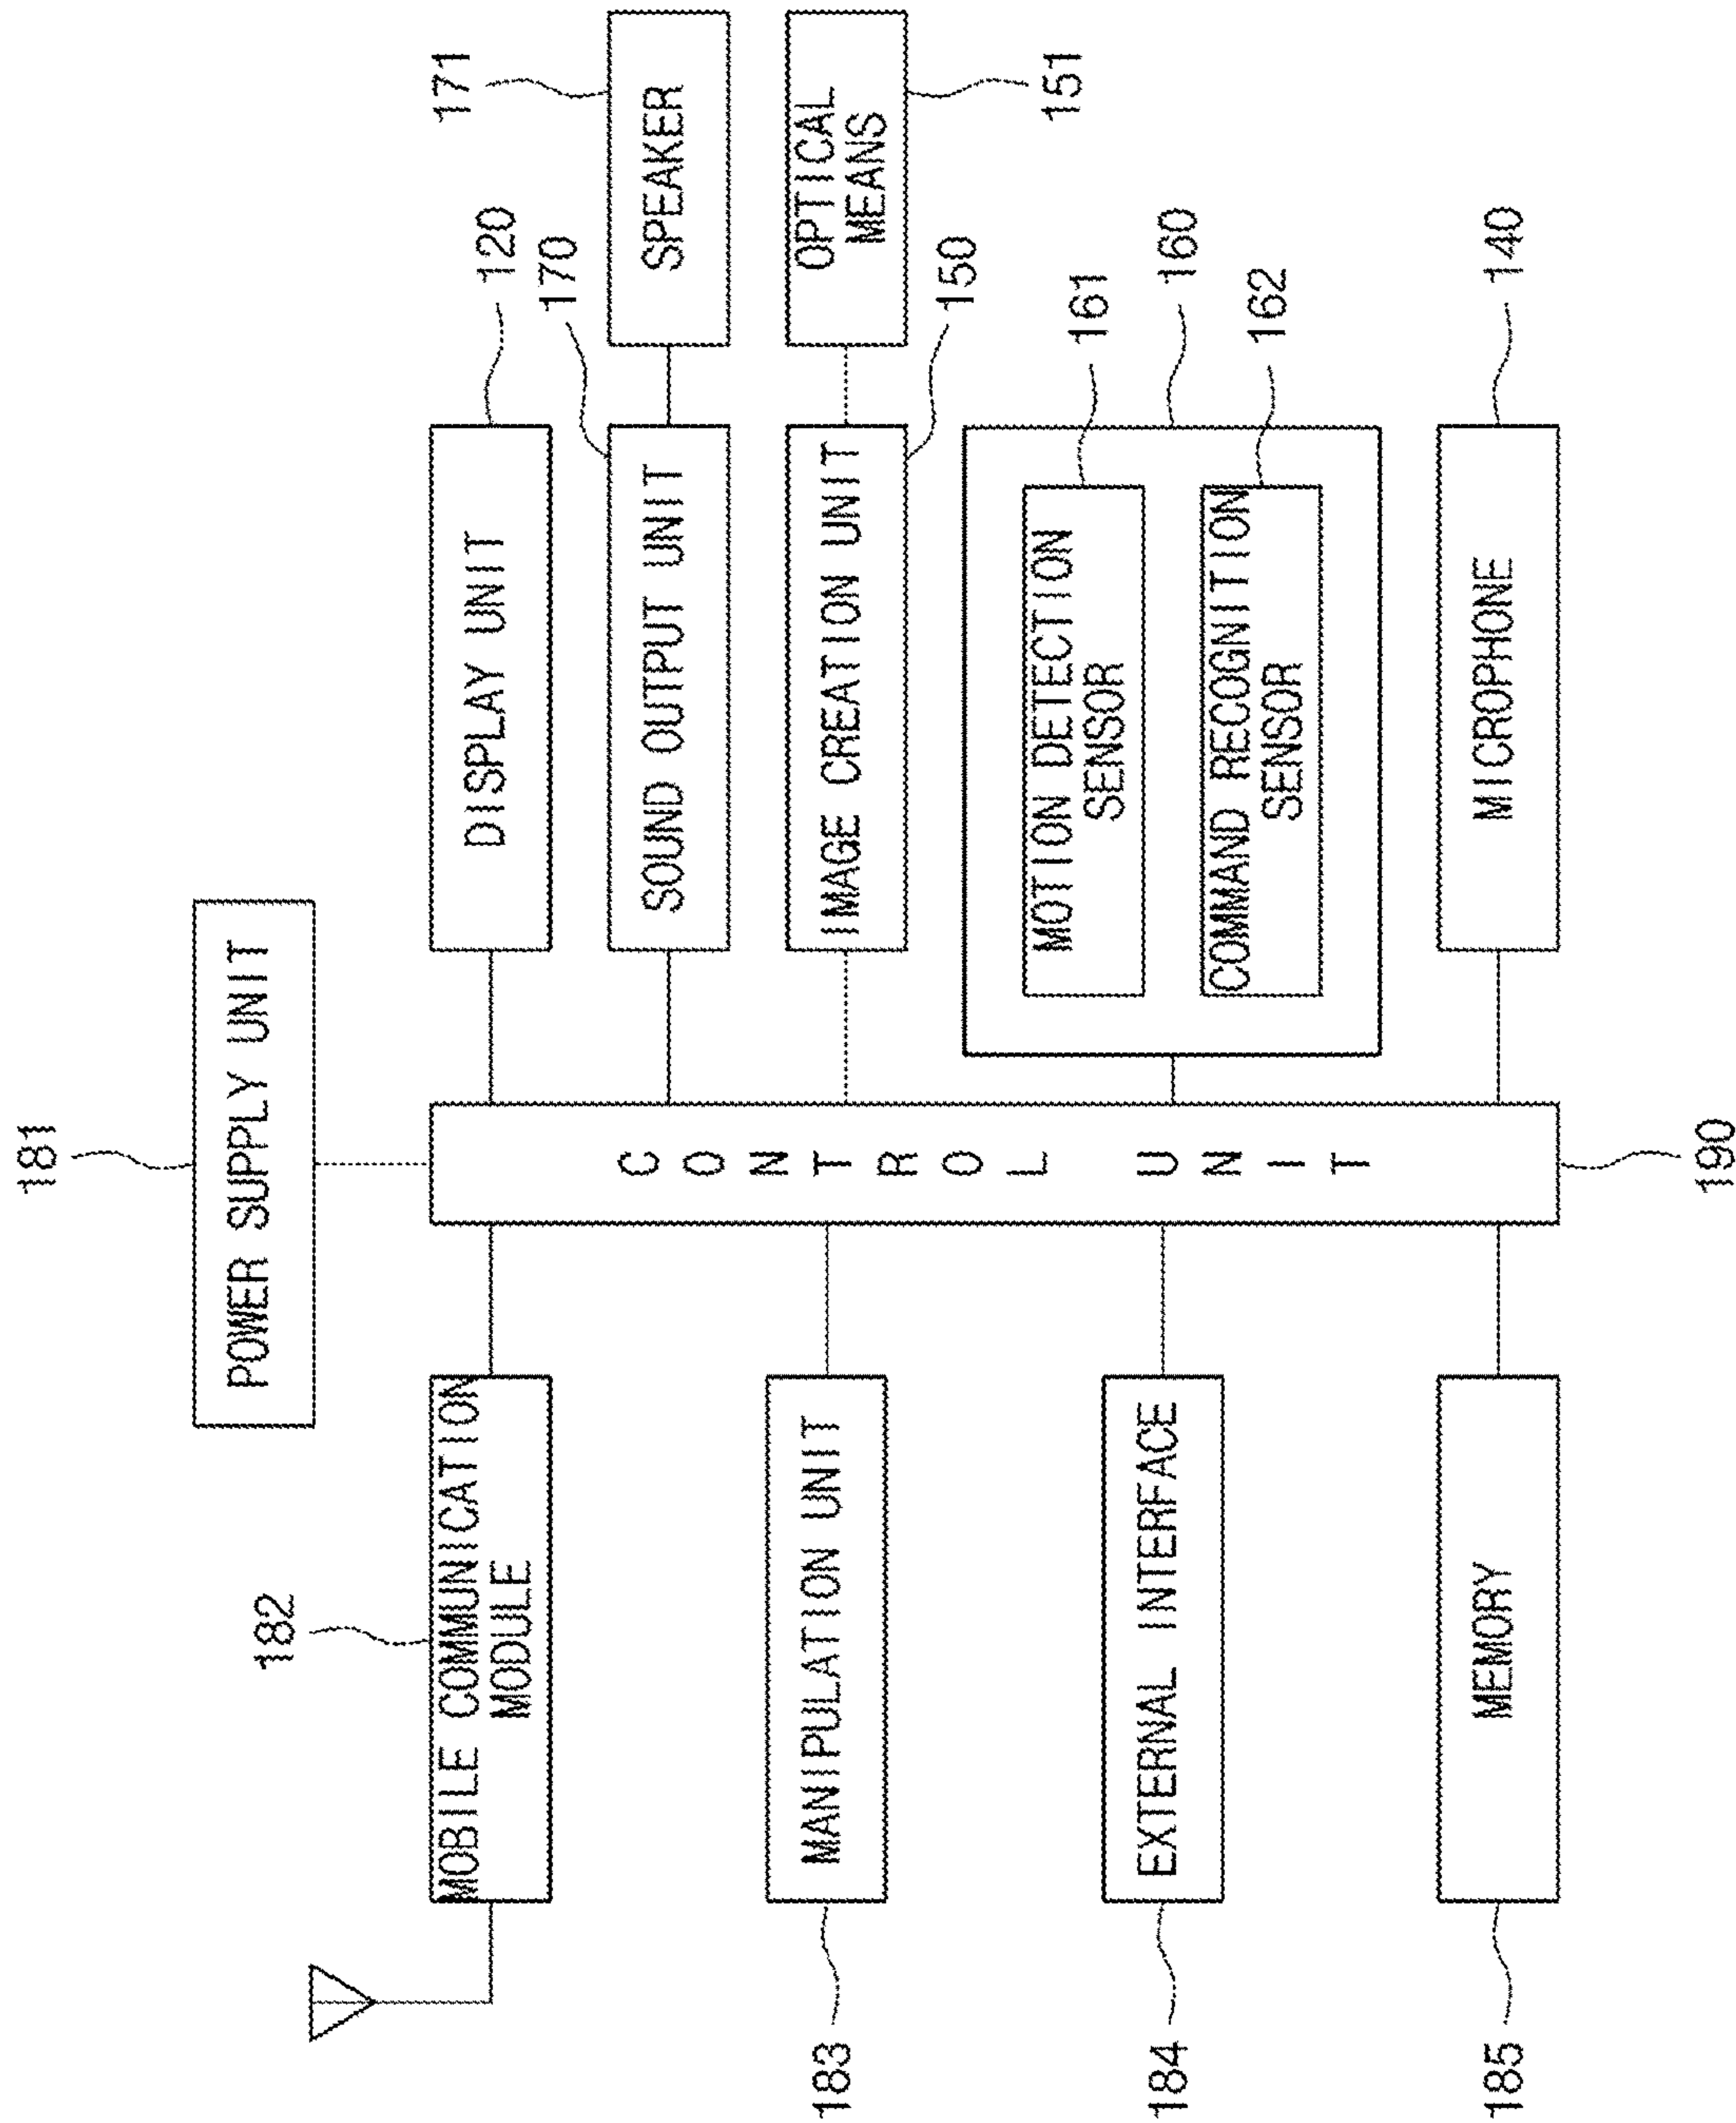 181
POWER SUPPLY UNIT
182
MOBILE COMMUNICATION
MODULE
183
MANIPULATION UNIT
184
EXTERNAL INTERFACE
185
MEMORY
CONTROL UNIT
190
DISPLAY UNIT
120
SOUND OUTPUT UNIT
170
SPEAKER
171
IMAGE CREATION UNIT
150
OPTICAL
MEANS
151
MOTION DETECTION
SENSOR
161
160
COMMAND RECOGNITION
SENSOR
162
MICROPHONE
140